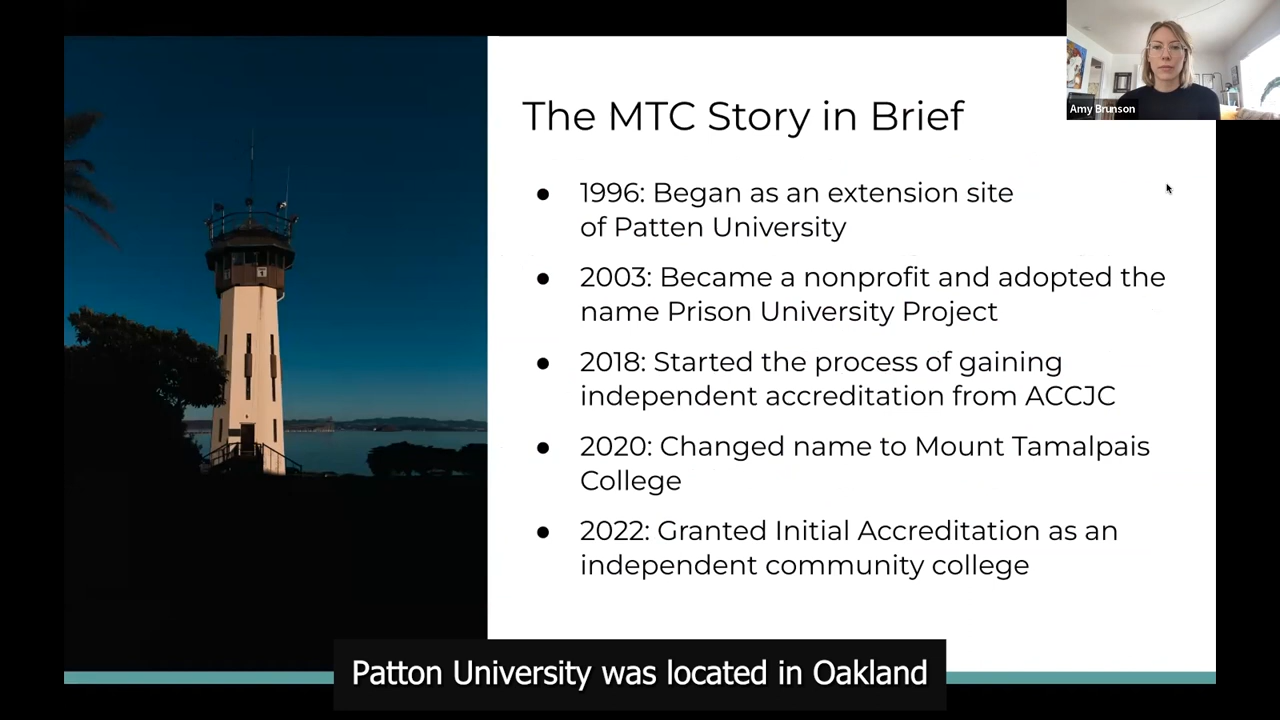 The MTC Story in Brief
Amy Brunson
● 1996: Began as an extension site
of Patten University
● 2003: Became a nonprofit and adopted the
name Prison University Project
● 2018: Started the process of gaining
independent accreditation from ACCJC
● 2020: Changed name to Mount Tamalpais
College
● 2022: Granted Initial Accreditation as an
independent community college
Patton University was located in Oakland